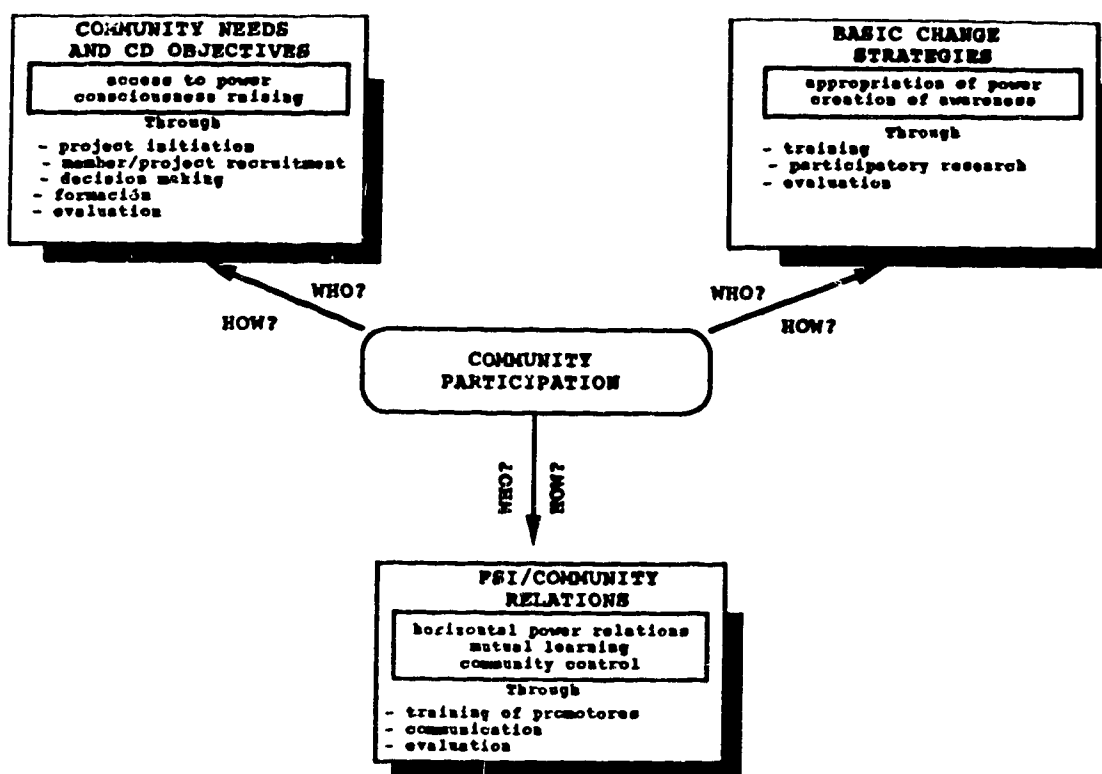 COMMUNITY NEEDS
AND CD OBJECTIVES
access to power
consciousness raising
Through
- project initiation
- member/project recruitment
- decision making
- formación
- evaluation
BASIC CHANGE
STRATEGIES
appropriation of power
creation of awareness
Through
- training
- participatory research
- evaluation
WHO?
HOW?
WHO?
HOW?
COMMUNITY
PARTICIPATION
WHO?
HOW?
PSI/COMMUNITY
RELATIONS
horizontal power relations
mutual learning
community control
Through
- training of promotores
- communication
- evaluation